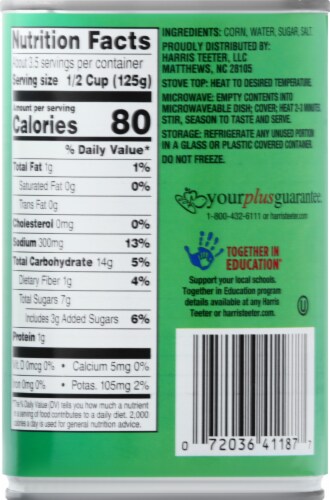 Nutrition Facts
About 3.5 servings per container
Serving size 1/2 Cup (125g)
Amount per serving
Calories 80
% Daily Value*
Total Fat 1g 1%
Saturated Fat 0g 0%
Trans Fat 0g
Cholesterol 0mg 0%
Sodium 300mg 13%
Total Carbohydrate 14g 5%
Dietary Fiber 1g 4%
Total Sugars 7g
Includes 3g Added Sugars 6%
Protein 1g
Vit. D 0mcg 0% • Calcium 5mg 0%
Iron 0mg 0% • Potas. 105mg 2%
*The % Daily Value (DV) tells you how much a nutrient
in a serving of food contributes to a daily diet. 2,000
calories a day is used for general nutrition advice.
INGREDIENTS: CORN, WATER, SUGAR, SALT.
PROUDLY DISTRIBUTED BY:
HARRIS TEETER, LLC
MATTHEWS, NC 28105
STOVE TOP: HEAT TO DESIRED TEMPERATURE.
MICROWAVE: EMPTY CONTENTS INTO
MICROWAVEABLE DISH; COVER; HEAT 2-3 MINUTES
STIR, SEASON TO TASTE AND SERVE.
STORAGE: REFRIGERATE ANY UNUSED PORTION
IN A GLASS OR PLASTIC COVERED CONTAINER.
DO NOT FREEZE.
yourplusguarantee.
1-800-432-6111 or harristeeter.com
TOGETHER IN
EDUCATION
Support your local schools.
Together in Education program
details available at any Harris
Teeter or harristeeter.com
U
0 72036 41187 7